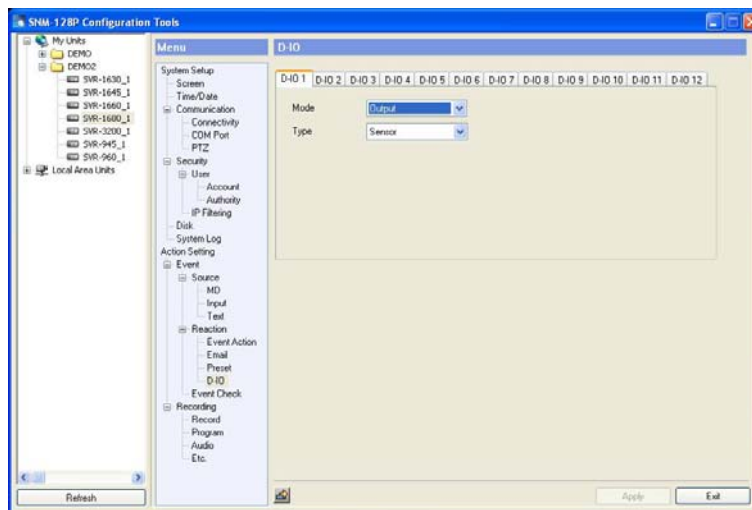 SNM-128P Configuration Tools
My Units
DEMO
DEMO2
SVR-1630_1
SVR-1645_1
SVR-1660_1
SVR-1600_1
SVR-3200_1
SVR-945_1
SVR-960_1
Local Area Units
Refresh
Menu
System Setup
Screen
Time/Date
Communication
Connectivity
COM Port
PTZ
Security
User
Account
Authority
IP Filtering
Disk
System Log
Action Setting
Event
Source
MD
Input
Text
Reaction
Event Action
Email
Preset
D-IO
Event Check
Recording
Record
Program
Audio
Etc.
D-IO
D-IO 1 D-IO 2 D-IO 3 D-IO 4 D-IO 5 D-IO 6 D-IO 7 D-IO 8 D-IO 9 D-IO 10 D-IO 11 D-IO 12
Mode Output
Type Sensor
Apply Exit